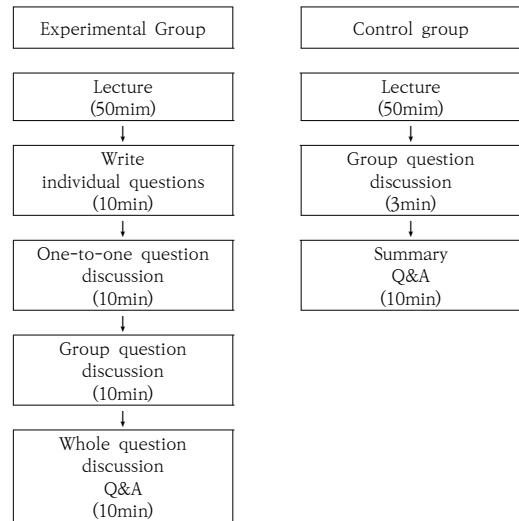 Experimental Group
Lecture
(50mim)
Write
individual questions
(10min)
One-to-one question
discussion
(10min)
Group question
discussion
(10min)
Whole question
discussion
Q&A
(10min)
Control group
Lecture
(50mim)
Group question
discussion
(3min)
Summary
Q&A
(10min)